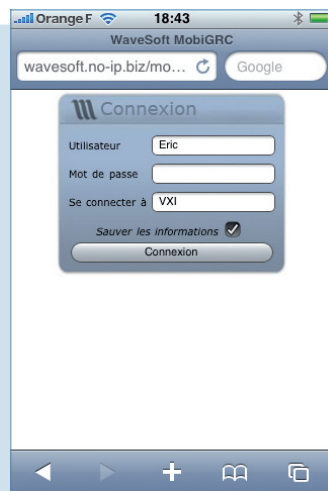 Orange F 18:43
WaveSoft MobiGRC
wavesoft.no-ip.biz/mo... Google
Connexion
Utilisateur Eric
Mot de passe
Se connecter à VXI
Sauver les informations
Connexion